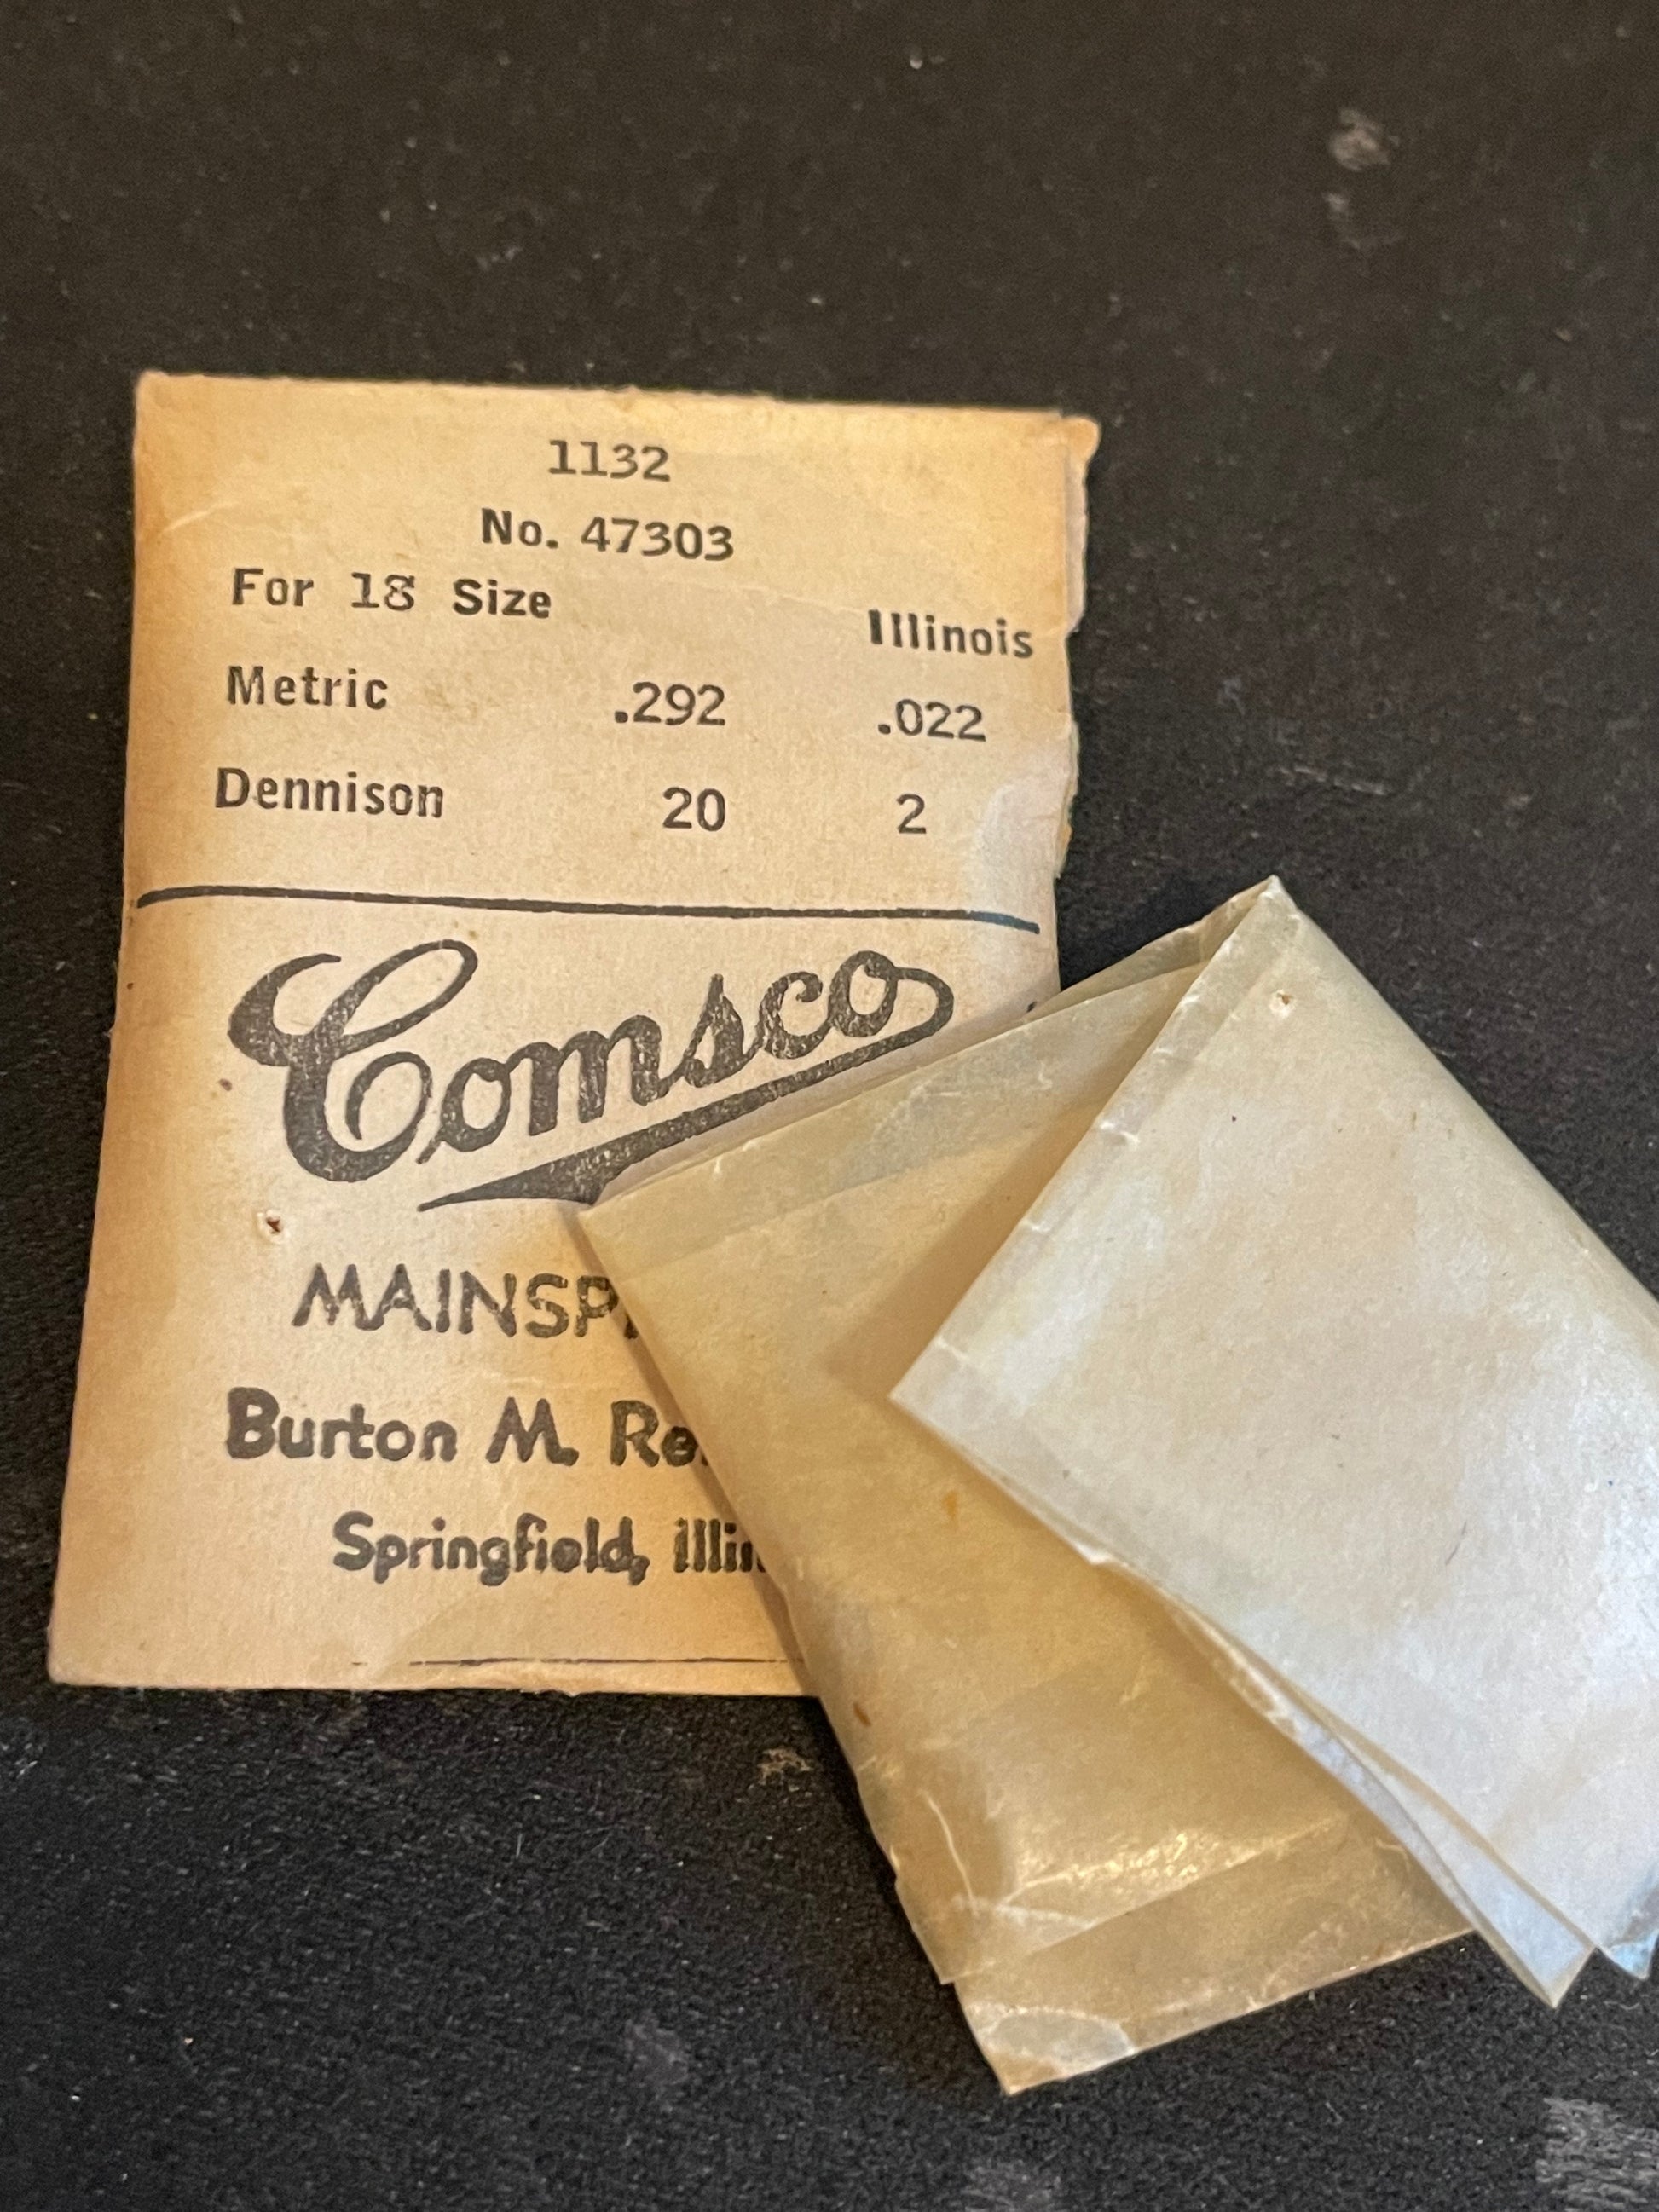 1132
No. 47303
For 18 Size Illinois
Metric .292 .022
Dennison 20 2
Comsco
Burton M.
Springfield,